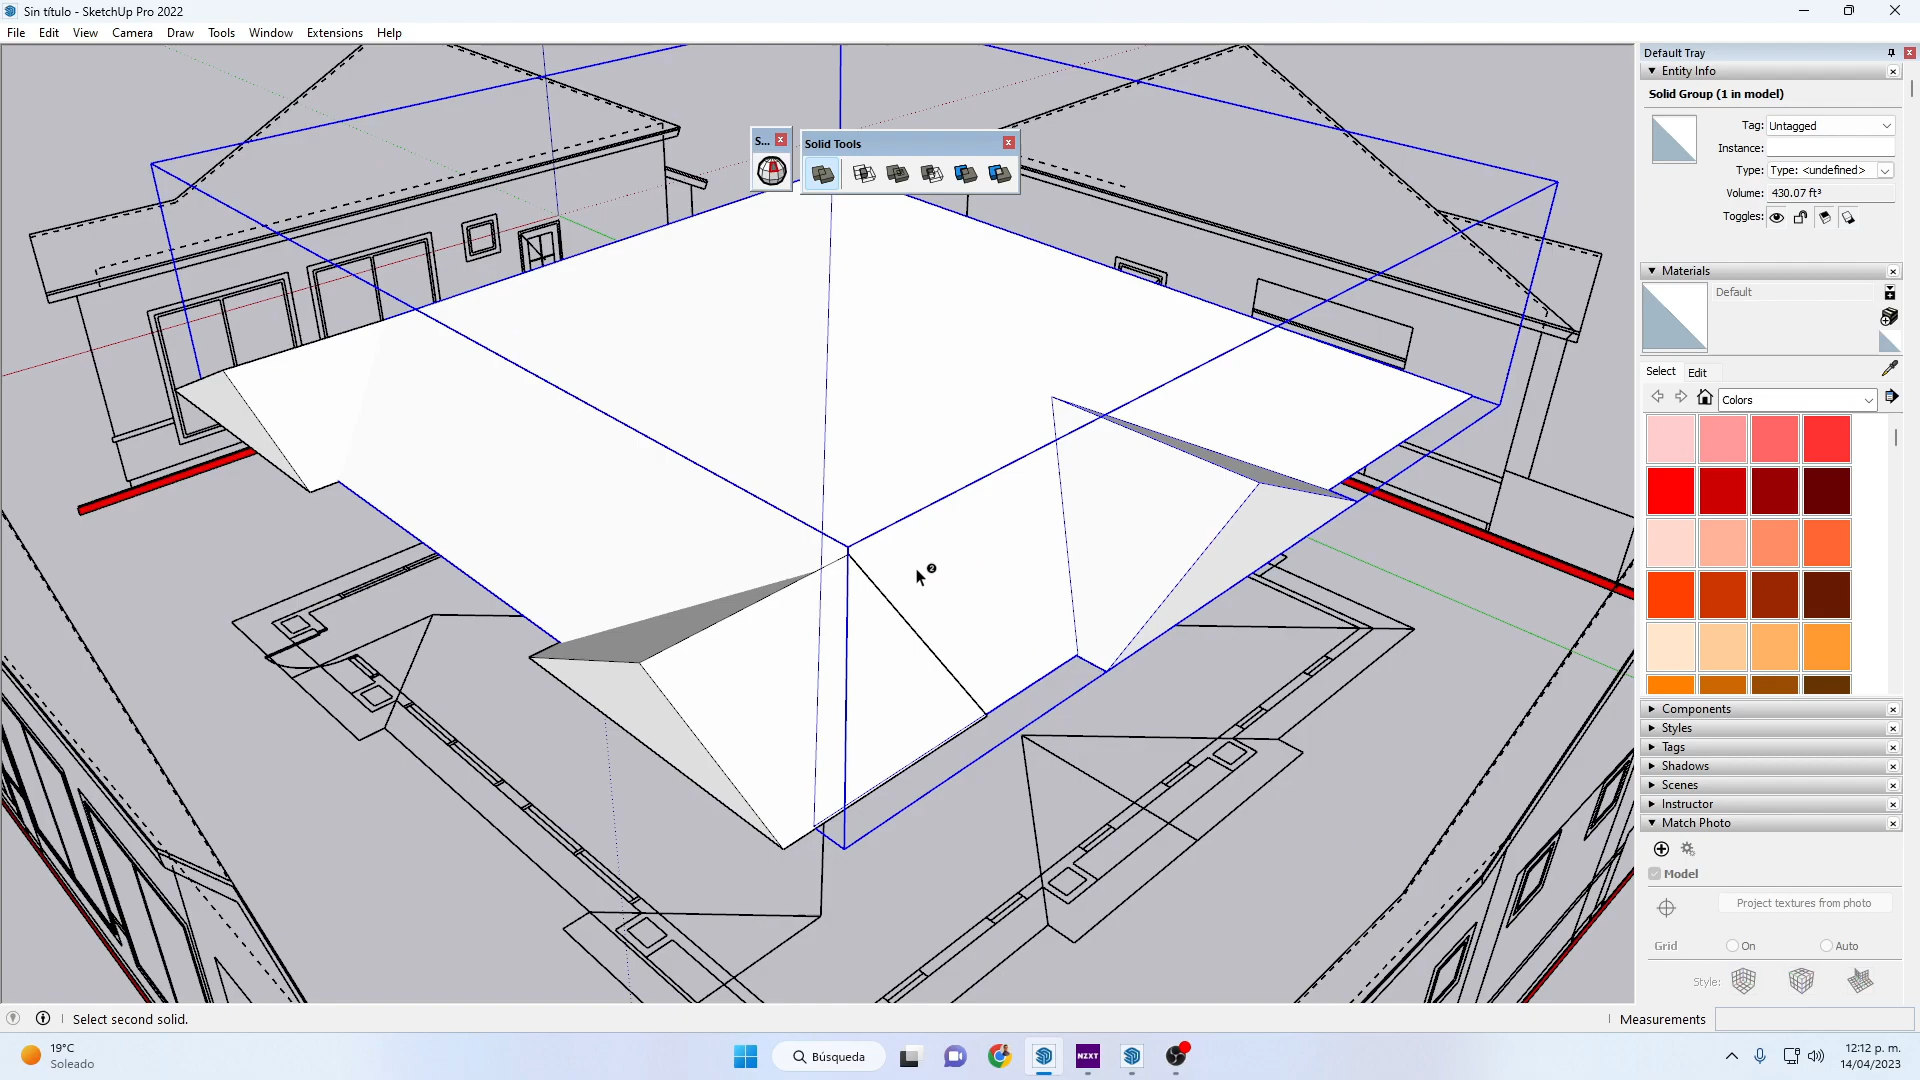 Sin título - SketchUp Pro 2022
File Edit View Camera Draw Tools Window Extensions Help
Default Tray
Entity Info
Solid Group (1 in model)
Tag: Untagged
Instance:
Type: Type: <undefined>
Volume: 430.07 ft³
Toggles:
S...
Solid Tools
Materials
Default
Select Edit
Colors
Components
Styles
Tags
Shadows
Scenes
Instructor
Match Photo
Model
Project textures from photo
Grid On Auto
Style:
2
Select second solid.
Measurements
19°C
Soleado
Búsqueda
NZXT
12:12 p. m.
14/04/2023